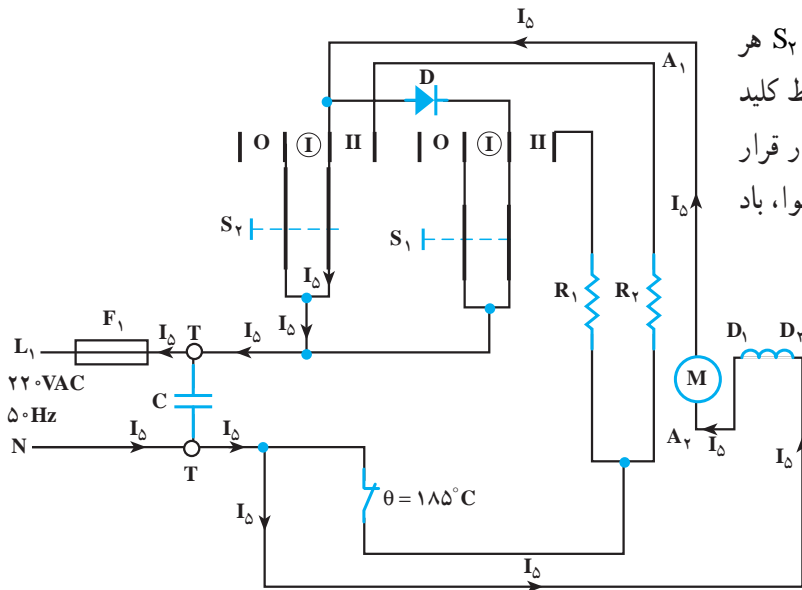 S₂ هر
ط کلید
ر قرار
وا، باد
I۵
A۱
D
O I II O I II
I۵
S۲
S۱
I۵
R۱ R۲
D۱ D۲
F۱
I۵ T I۵ I۵
L۱
M
۲۲۰VAC
C
۵۰Hz
A۲ I۵ I۵
I۵ I۵
N
T
θ = ۱۸۵°C
I۵
I۵